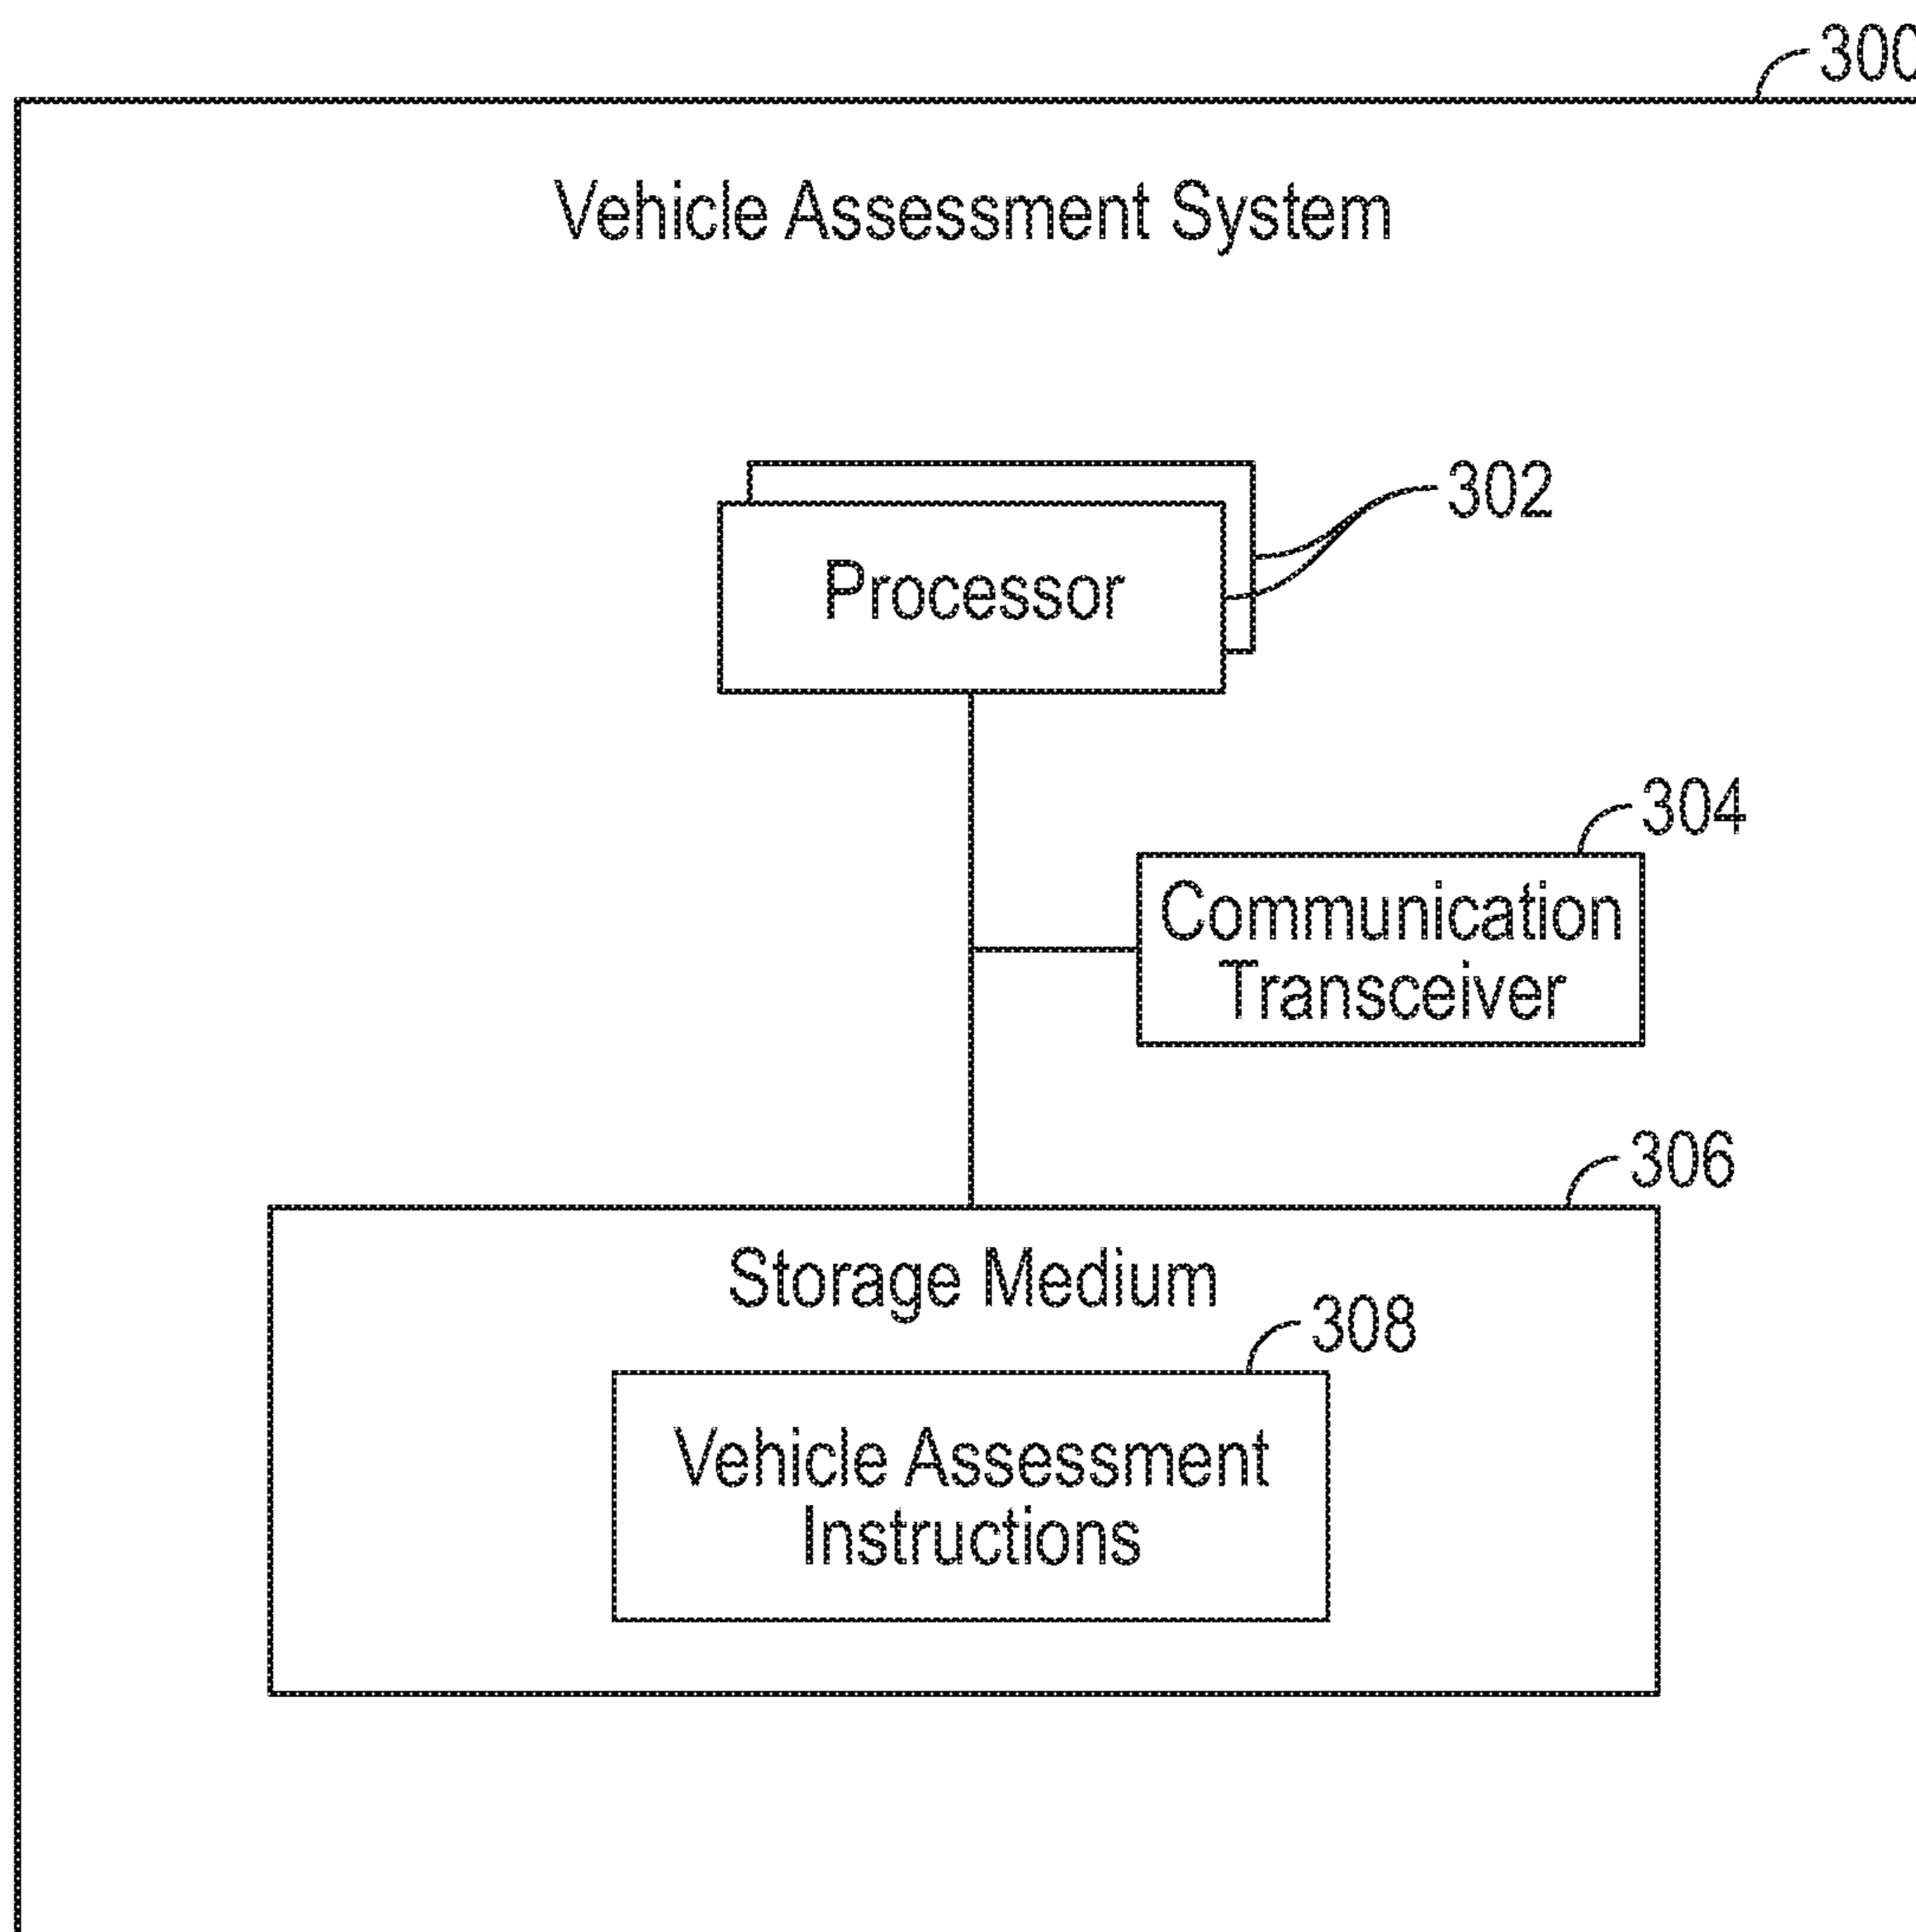 300
Vehicle Assessment System
302
Processor
304
Communication
Transceiver
306
Storage Medium
308
Vehicle Assessment
Instructions